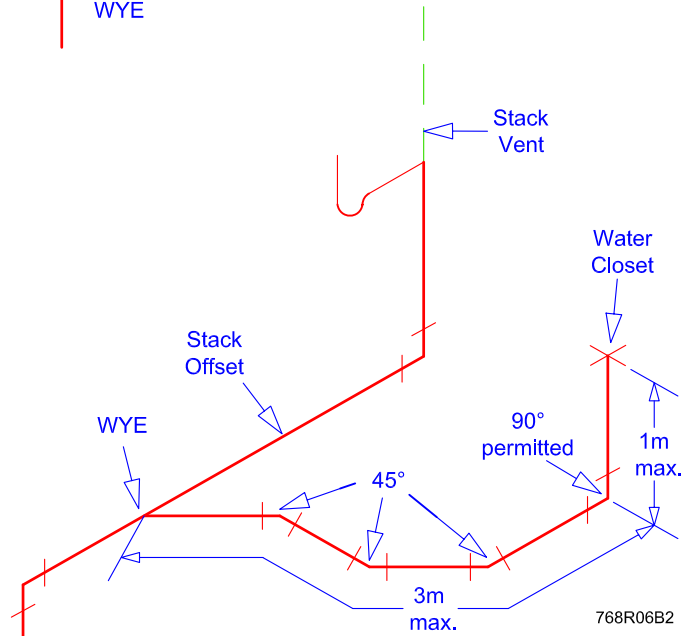 WYE
Stack
Vent
Water
Closet
Stack
Offset
WYE
90°
permitted
1m
max.
45°
3m
max.
768R06B2